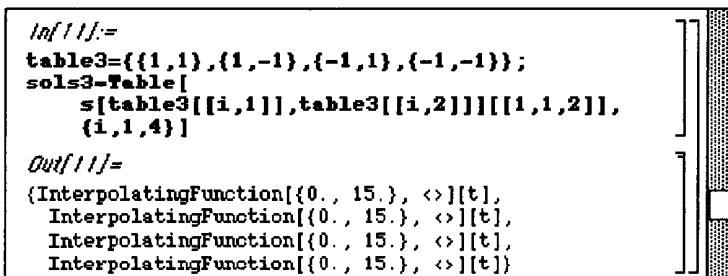 In[11]:=
table3={{1,1},{1,-1},{-1,1},{-1,-1}};
sols3=Table[
s[table3[[i,1]],table3[[i,2]]][[1,1,2]],
{i,1,4}]
Out[11]=
{InterpolatingFunction[{0., 15.}, <>][t],
InterpolatingFunction[{0., 15.}, <>][t],
InterpolatingFunction[{0., 15.}, <>][t],
InterpolatingFunction[{0., 15.}, <>][t]}